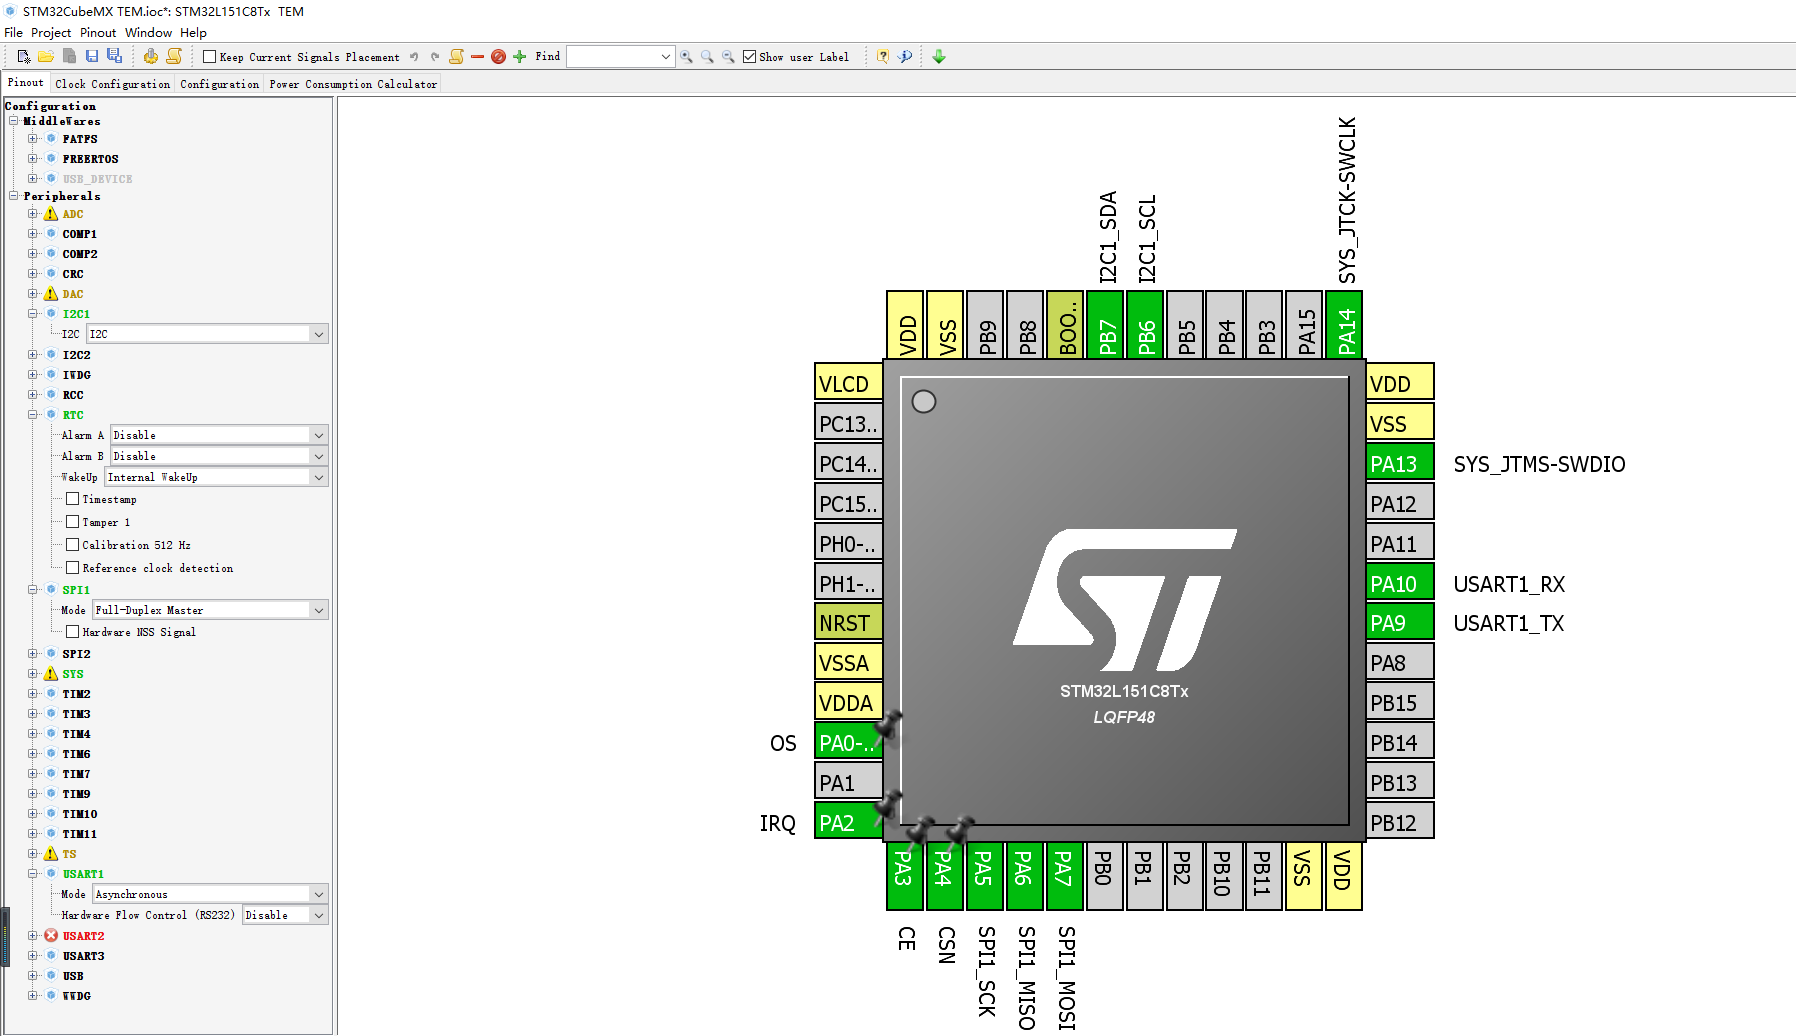 STM32CubeMX TEM.ioc*: STM32L151C8Tx  TEM
File Project Pinout Window Help
Keep Current Signals Placement Find Show user Label
Pinout Clock Configuration Configuration Power Consumption Calculator
Configuration
MiddleWares
FATFS
FREERTOS
USB_DEVICE
Peripherals
ADC
COMP1
COMP2
CRC
DAC
I2C1
I2C I2C
I2C2
IWDG
RCC
RTC
Alarm A Disable
Alarm B Disable
WakeUp Internal WakeUp
Timestamp
Tamper 1
Calibration 512 Hz
Reference clock detection
SPI1
Mode Full-Duplex Master
Hardware NSS Signal
SPI2
SYS
TIM2
TIM3
TIM4
TIM6
TIM7
TIM9
TIM10
TIM11
TS
USART1
Mode Asynchronous
Hardware Flow Control (RS232) Disable
USART2
USART3
USB
WWDG
I2C1_SDA
I2C1_SCL
SYS_JTCK-SWCLK
VDD
VSS
PB9
PB8
BOO..
PB7
PB6
PB5
PB4
PB3
PA15
PA14
VLCD
PC13..
PC14..
PC15..
PH0-..
PH1-..
NRST
VSSA
VDDA
OS PA0-..
PA1
IRQ PA2
STM32L151C8Tx
LQFP48
VDD
VSS
PA13 SYS_JTMS-SWDIO
PA12
PA11
PA10 USART1_RX
PA9 USART1_TX
PA8
PB15
PB14
PB13
PB12
PA3
PA4
PA5
PA6
PA7
PB0
PB1
PB2
PB10
PB11
VSS
VDD
CE
CSN
SPI1_SCK
SPI1_MISO
SPI1_MOSI